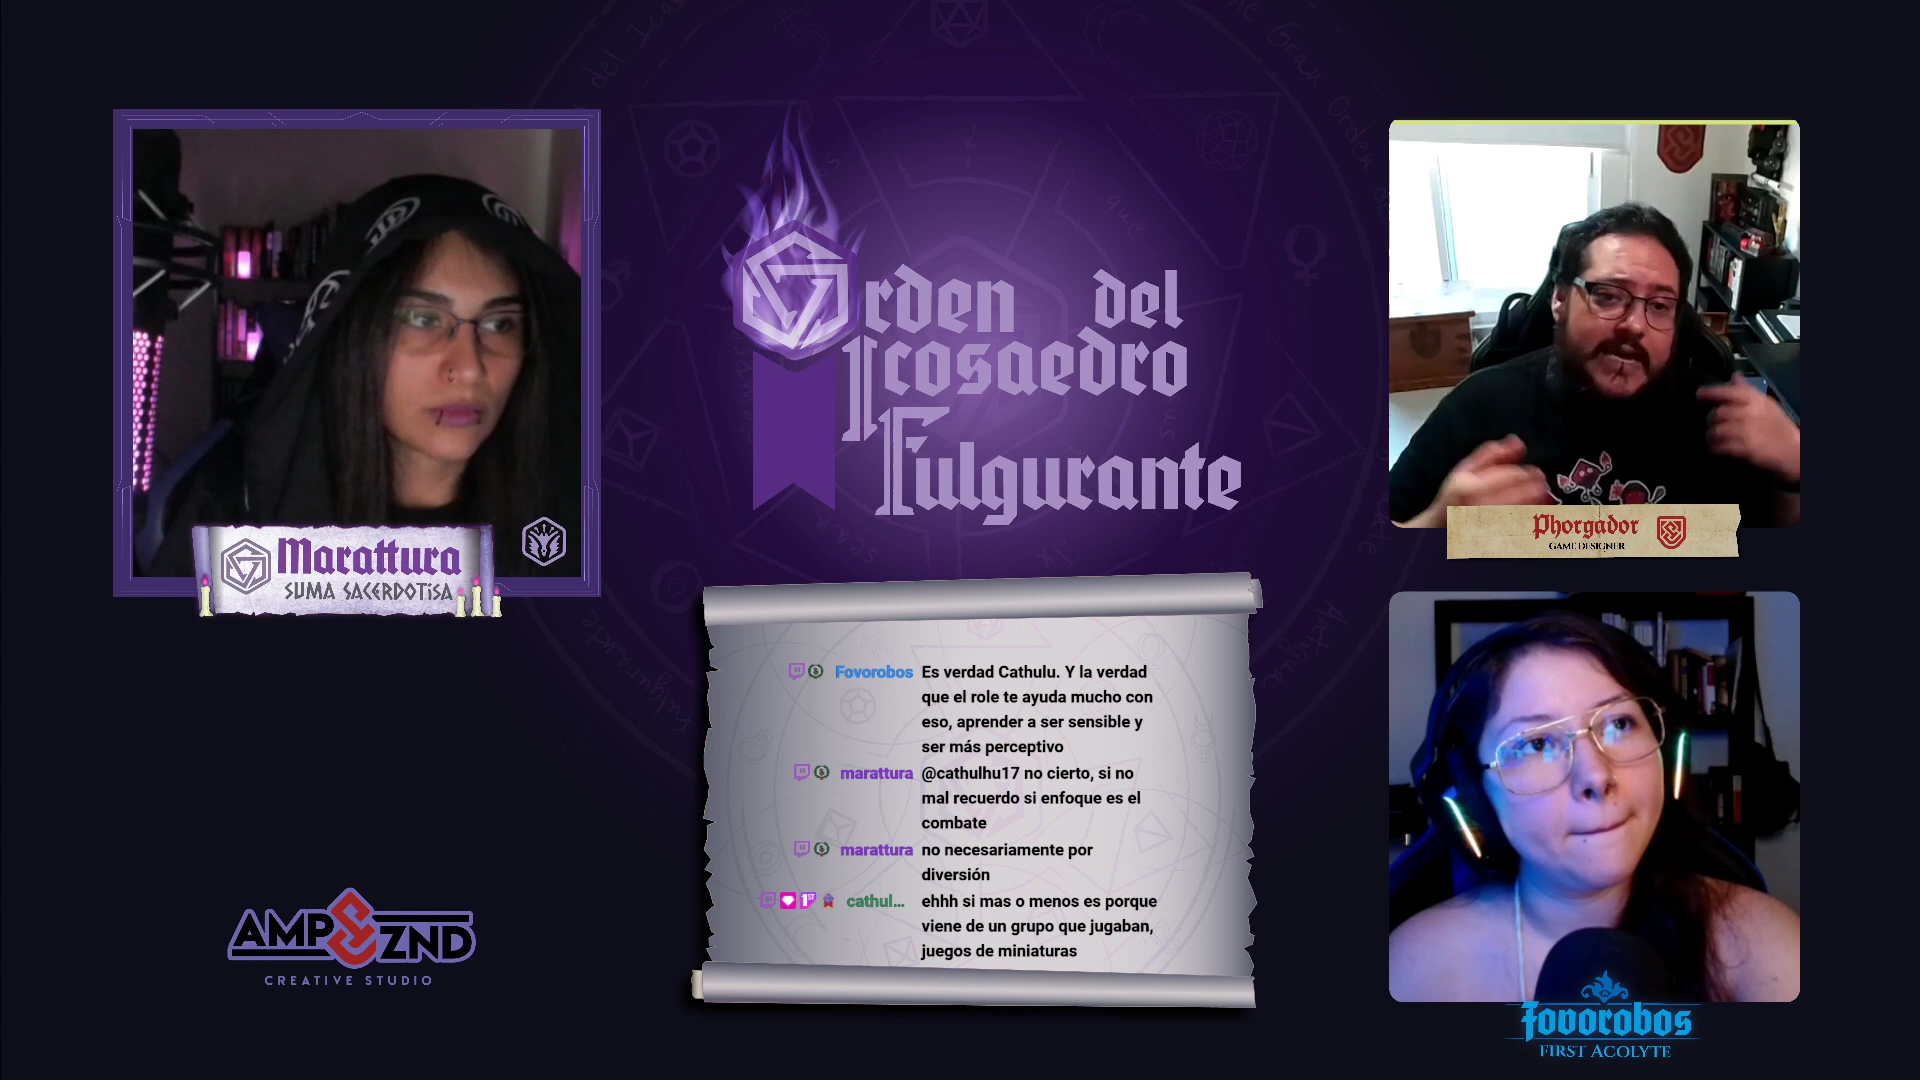 Orden del
Icosaedro
Fulgurante
Marattura
SUMA SACERDOTISA
Phorgador
GAME DESIGNER
Fovorobos Es verdad Cathulu. Y la verdad
que el role te ayuda mucho con
eso, aprender a ser sensible y
ser más perceptivo
marattura @cathulhu17 no cierto, si no
mal recuerdo si enfoque es el
combate
marattura no necesariamente por
diversión
cathul... ehhh si mas o menos es porque
viene de un grupo que jugaban,
juegos de miniaturas
AMP&ZND
CREATIVE STUDIO
Fovorobos
FIRST ACOLYTE